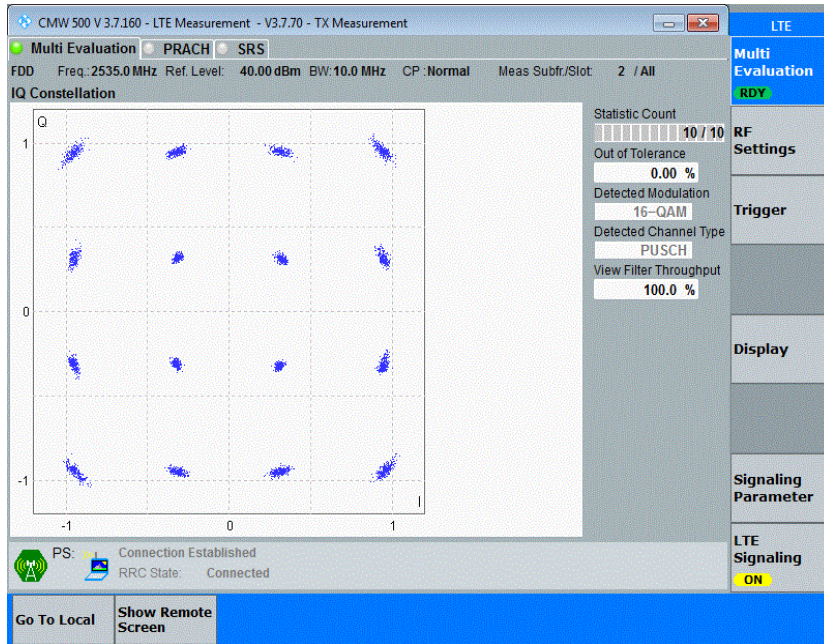 CMW 500 V 3.7.160 - LTE Measurement - V3.7.70 - TX Measurement
LTE
Multi Evaluation PRACH SRS
Multi
Evaluation
RDY
FDD Freq.: 2535.0 MHz Ref. Level: 40.00 dBm BW: 10.0 MHz CP : Normal Meas Subfr./Slot: 2 / All
IQ Constellation
Q
1
0
-1
-1
0
1
I
Statistic Count
10 / 10
Out of Tolerance
0.00 %
Detected Modulation
16-QAM
Detected Channel Type
PUSCH
View Filter Throughput
100.0 %
RF
Settings
Trigger
Display
Signaling
Parameter
LTE
Signaling
ON
PS: Connection Established
RRC State: Connected
Go To Local
Show Remote
Screen